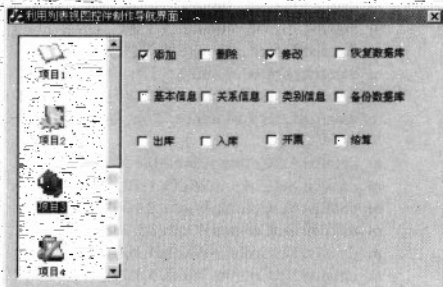 利用列表视图控件制作导航界面
项目1
项目2
项目3
项目4
添加 删除 修改 恢复数据库
基本信息 关系信息 类别信息 备份数据库
出库 入库 开票 结算